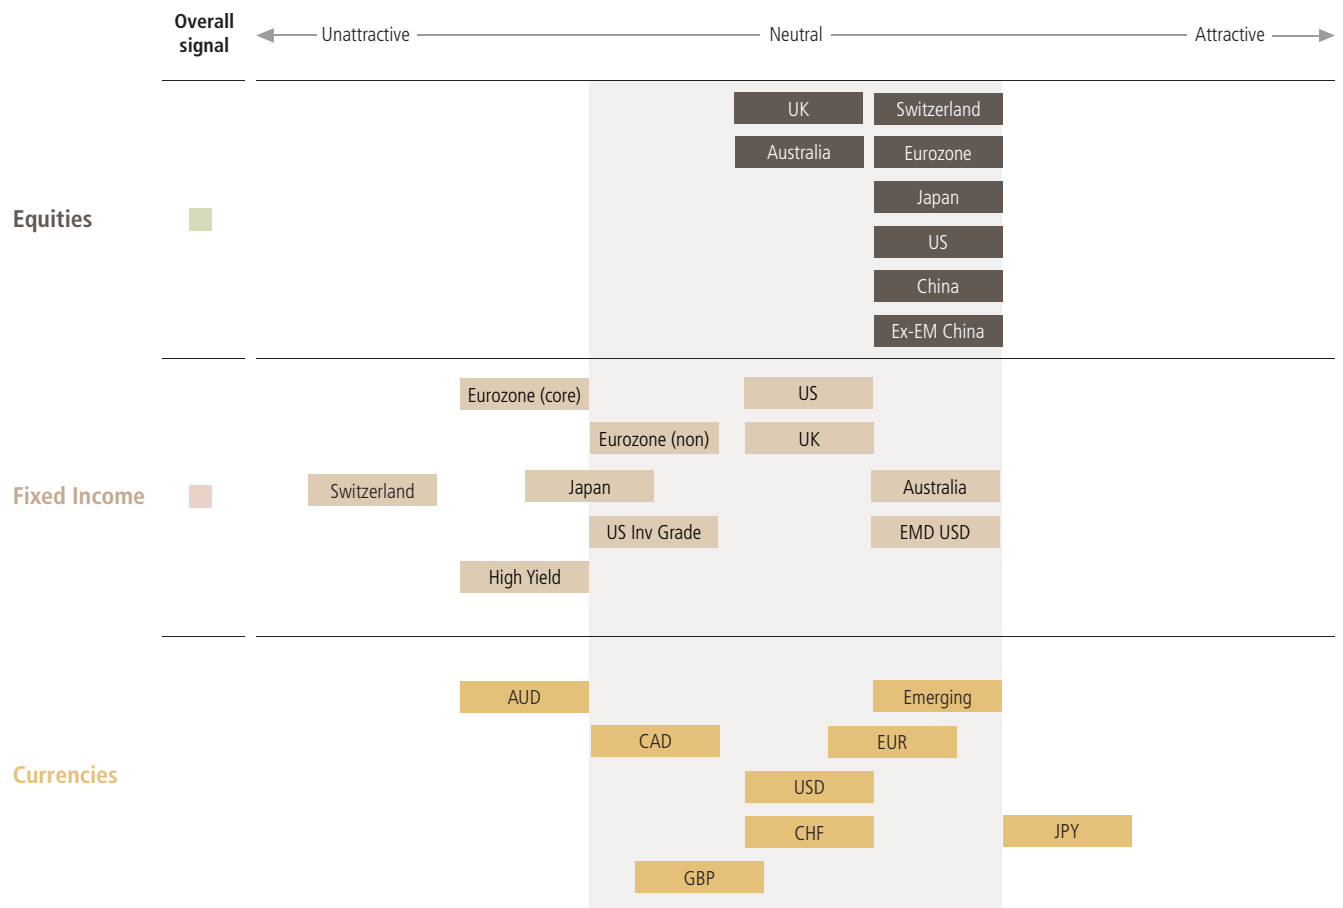 Overall
signal
Unattractive
Neutral
Attractive
Equities
UK
Switzerland
Australia
Eurozone
Japan
US
China
Ex-EM China
Fixed Income
Eurozone (core)
US
Eurozone (non)
UK
Switzerland
Japan
Australia
US Inv Grade
EMD USD
High Yield
Currencies
AUD
Emerging
CAD
EUR
USD
CHF
JPY
GBP